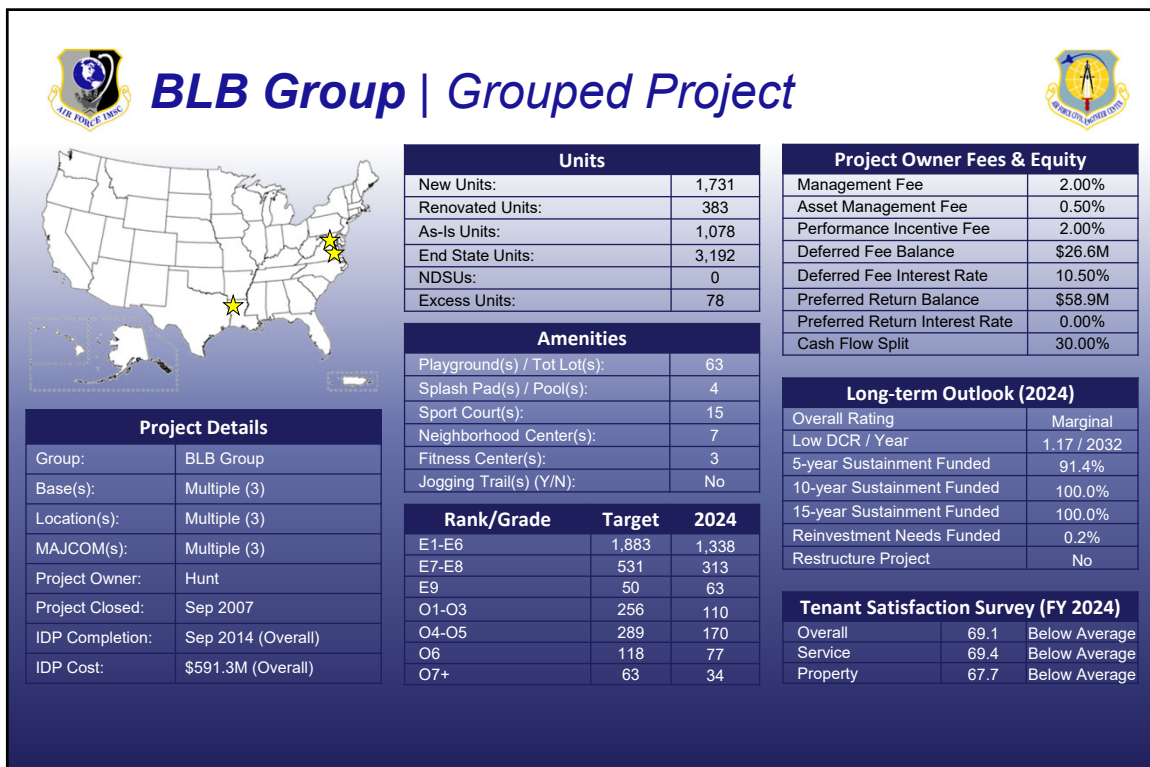 BLB Group | Grouped Project
AIR FORCE IMSC
AIR FORCE CIVIL ENGINEER CENTER
Project Details
Group: BLB Group
Base(s): Multiple (3)
Location(s): Multiple (3)
MAJCOM(s): Multiple (3)
Project Owner: Hunt
Project Closed: Sep 2007
IDP Completion: Sep 2014 (Overall)
IDP Cost: $591.3M (Overall)
Units
New Units: 1,731
Renovated Units: 383
As-Is Units: 1,078
End State Units: 3,192
NDSUs: 0
Excess Units: 78
Amenities
Playground(s) / Tot Lot(s): 63
Splash Pad(s) / Pool(s): 4
Sport Court(s): 15
Neighborhood Center(s): 7
Fitness Center(s): 3
Jogging Trail(s) (Y/N): No
Rank/Grade Target 2024
E1-E6 1,883 1,338
E7-E8 531 313
E9 50 63
O1-O3 256 110
O4-O5 289 170
O6 118 77
O7+ 63 34
Project Owner Fees & Equity
Management Fee 2.00%
Asset Management Fee 0.50%
Performance Incentive Fee 2.00%
Deferred Fee Balance $26.6M
Deferred Fee Interest Rate 10.50%
Preferred Return Balance $58.9M
Preferred Return Interest Rate 0.00%
Cash Flow Split 30.00%
Long-term Outlook (2024)
Overall Rating Marginal
Low DCR / Year 1.17 / 2032
5-year Sustainment Funded 91.4%
10-year Sustainment Funded 100.0%
15-year Sustainment Funded 100.0%
Reinvestment Needs Funded 0.2%
Restructure Project No
Tenant Satisfaction Survey (FY 2024)
Overall 69.1 Below Average
Service 69.4 Below Average
Property 67.7 Below Average